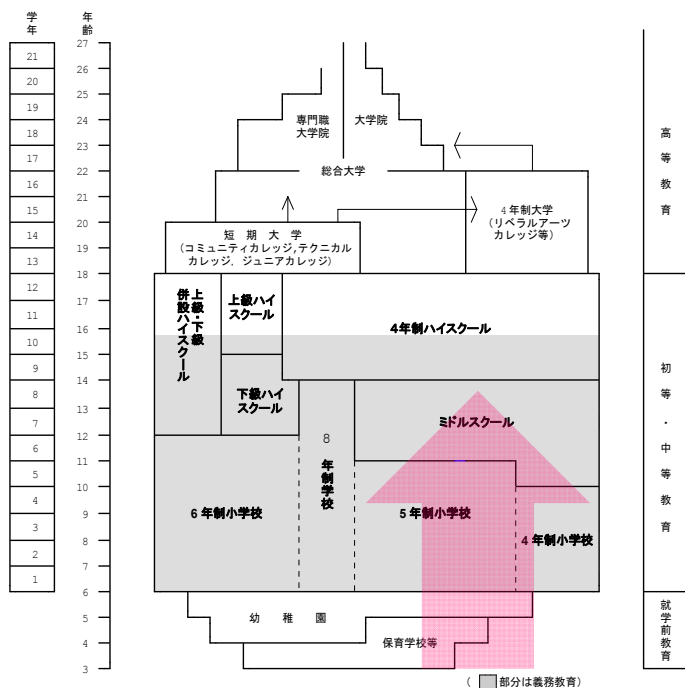 学年
年齢
27
21
26
20
25
19
24
18
23
17
22
16
21
15
20
14
19
13
18
12
17
11
16
10
15
9
14
8
13
7
12
6
11
5
10
4
9
3
8
2
7
1
6
5
4
3
専門職
大学院
大学院
総合大学
4年制大学
(リベラルアーツ
カレッジ等)
短期大学
(コミュニティカレッジ,テクニカル
カレッジ, ジュニアカレッジ)
上級・下級
併設ハイスクール
上級ハイ
スクール
4年制ハイスクール
下級ハイ
スクール
8年制学校
ミドルスクール
6年制小学校
5年制小学校
4年制小学校
幼稚園
保育学校等
高等教育
初等・中等教育
就学前教育
(部分は義務教育)